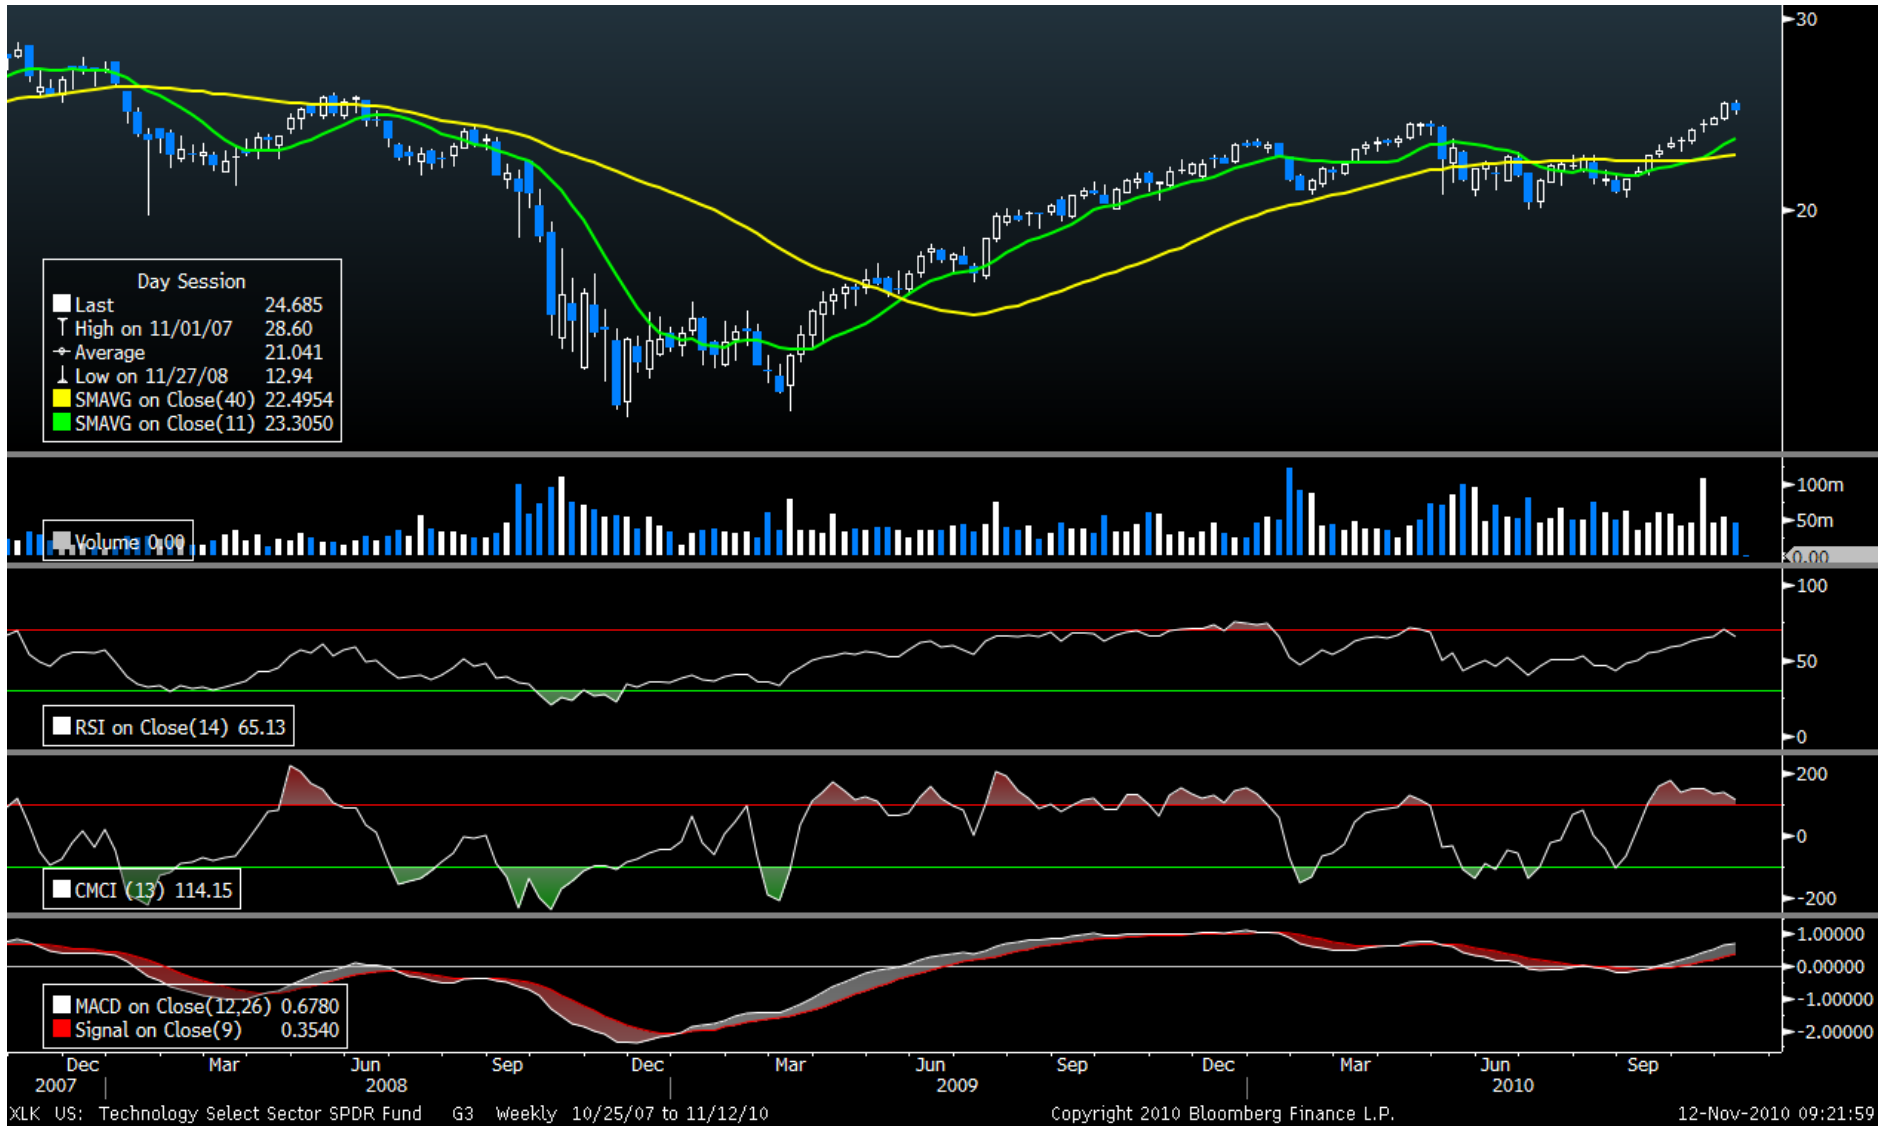 30
20
Day Session
Last 24.685
High on 11/01/07 28.60
Average 21.041
Low on 11/27/08 12.94
SMAVG on Close(40) 22.4954
SMAVG on Close(11) 23.3050
100m
50m
0.00
Volume 0.00
100
50
0
RSI on Close(14) 65.13
200
0
-200
CMCI (13) 114.15
1.00000
0.00000
-1.00000
-2.00000
MACD on Close(12,26) 0.6780
Signal on Close(9) 0.3540
Dec Mar Jun Sep Dec Mar Jun Sep Dec Mar Jun Sep
2007 2008 2009 2010
XLK US: Technology Select Sector SPDR Fund G3 Weekly 10/25/07 to 11/12/10 Copyright 2010 Bloomberg Finance L.P. 12-Nov-2010 09:21:59